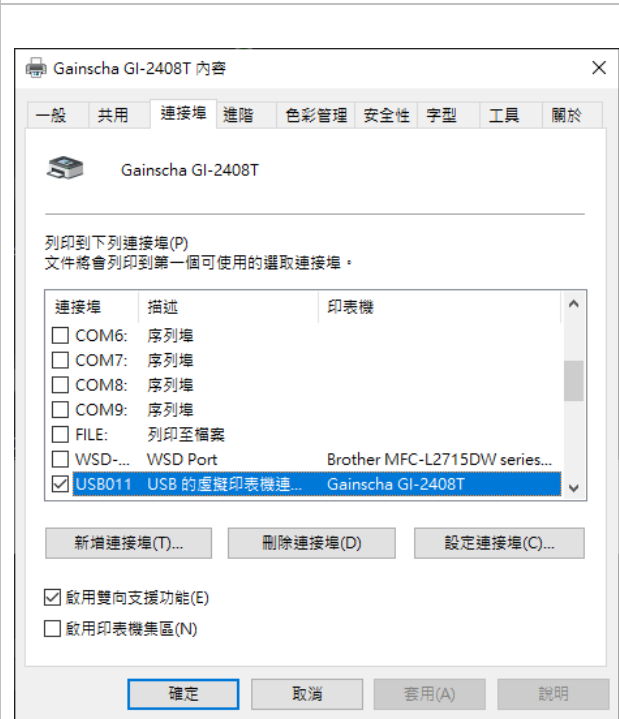 Gainscha GI-2408T 內容
一般 共用 連接埠 進階 色彩管理 安全性 字型 工具 關於
Gainscha GI-2408T
列印到下列連接埠(P)
文件將會列印到第一個可使用的選取連接埠。
連接埠 描述 印表機
COM6: 序列埠
COM7: 序列埠
COM8: 序列埠
COM9: 序列埠
FILE: 列印至檔案
WSD-... WSD Port Brother MFC-L2715DW series...
USB011 USB 的虛擬印表機連... Gainscha GI-2408T
新增連接埠(T)... 刪除連接埠(D) 設定連接埠(C)...
啟用雙向支援功能(E)
啟用印表機集區(N)
確定 取消 套用(A) 說明